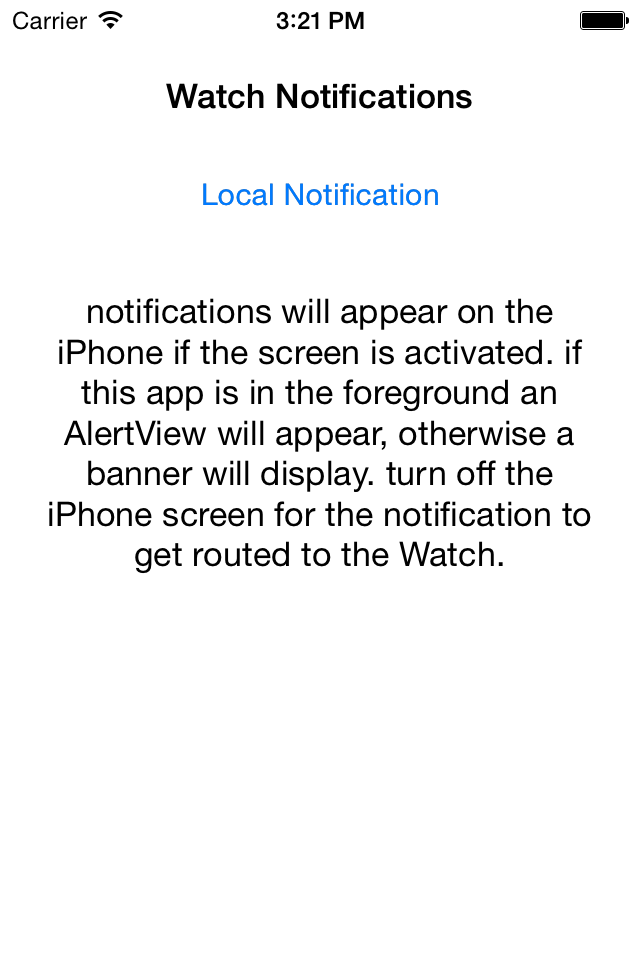 Carrier 3:21 PM
Watch Notifications
Local Notification
notifications will appear on the
iPhone if the screen is activated. if
this app is in the foreground an
AlertView will appear, otherwise a
banner will display. turn off the
iPhone screen for the notification to
get routed to the Watch.